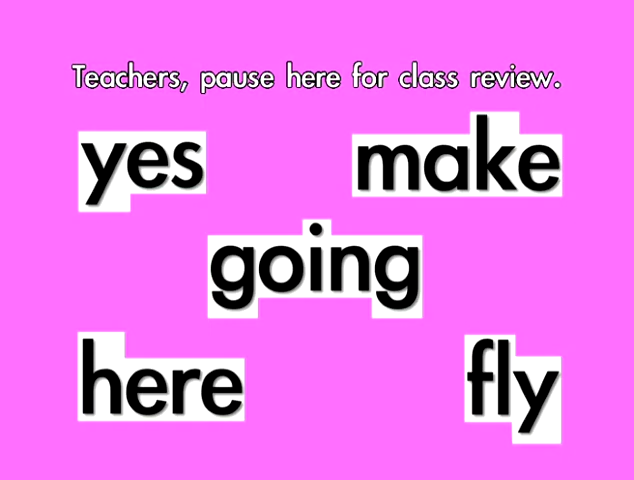 Teachers, pause here for class review.
yes make
going
here fly